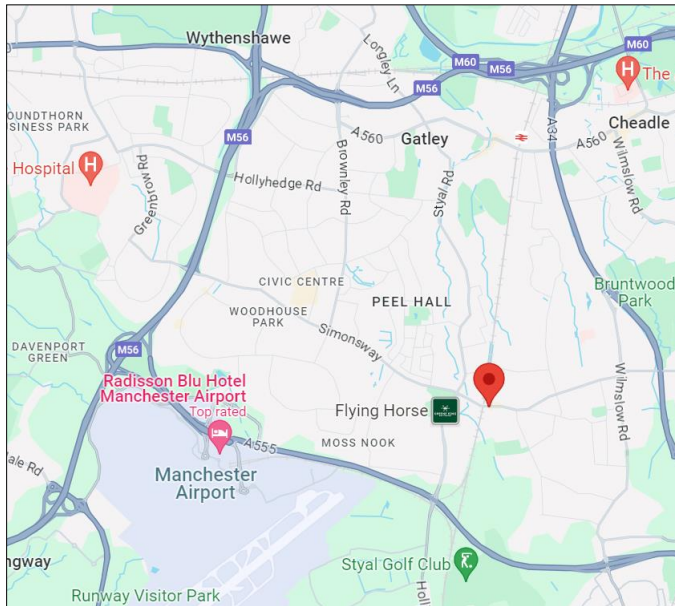 Wythenshawe
Longley Ln
M60
M60
M56
M56
The
OUNDTHORN
SINESS PARK
M56
A560
Gatley
A34
A560
Cheadle
Hospital
Greenbrow Rd
Hollyhedge Rd
Brownley Rd
Styal Rd
Wilmslow Rd
CIVIC CENTRE
PEEL HALL
Bruntwood
Park
WOODHOUSE
PARK
Simonsway
DAVENPORT
GREEN
M56
Radisson Blu Hotel
Manchester Airport
Top rated
Flying Horse
Wilmslow Rd
MOSS NOOK
A555
ale Rd
Manchester
Airport
Styal Golf Club
ngway
Runway Visitor Park
Holl